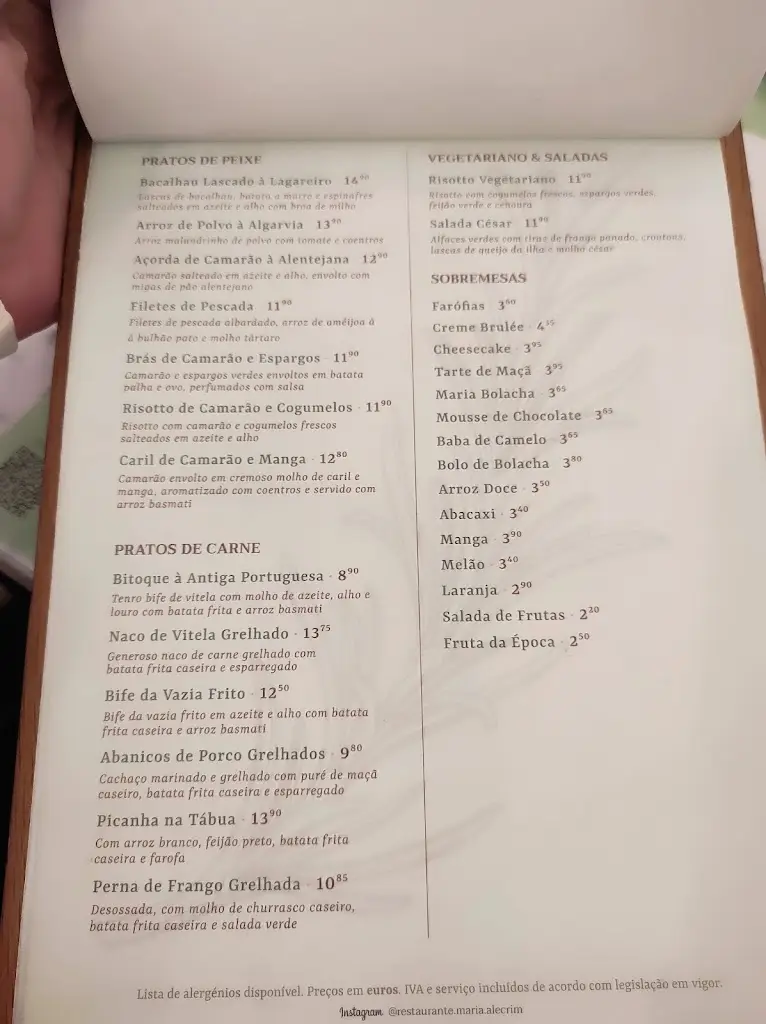 PRATOS DE PEIXE
Bacalhau Lascado à Lagareiro 14⁹⁰
Lascas de bacalhau, batata a murro e espinafres
salteados em azeite e alho com broa de milho
Arroz de Polvo à Algarvia 13⁹⁰
Arroz malandrinho de polvo com tomate e coentros
Açorda de Camarão à Alentejana 12⁹⁰
Camarão salteado em azeite e alho, envolto com
migas de pão alentejano
Filetes de Pescada 11⁹⁰
Filetes de pescada albardado, arroz de amêijoa à
à bulhão pato e molho tártaro
Brás de Camarão e Espargos · 11⁹⁰
Camarão e espargos verdes envoltos em batata
palha e ovo, perfumados com salsa
Risotto de Camarão e Cogumelos · 11⁹⁰
Risotto com camarão e cogumelos frescos
salteados em azeite e alho
Caril de Camarão e Manga · 12⁸⁰
Camarão envolto em cremoso molho de caril e
manga, aromatizado com coentros e servido com
arroz basmati
PRATOS DE CARNE
Bitoque à Antiga Portuguesa · 8⁹⁰
Tenro bife de vitela com molho de azeite, alho e
louro com batata frita e arroz basmati
Naco de Vitela Grelhado · 13⁷⁵
Generoso naco de carne grelhado com
batata frita caseira e esparregado
Bife da Vazia Frito · 12⁵⁰
Bife da vazia frito em azeite e alho com batata
frita caseira e arroz basmati
Abanicos de Porco Grelhados · 9⁸⁰
Cachaço marinado e grelhado com puré de maçã
caseiro, batata frita caseira e esparregado
Picanha na Tábua · 13⁹⁰
Com arroz branco, feijão preto, batata frita
caseira e farofa
Perna de Frango Grelhada · 10⁸⁵
Desossada, com molho de churrasco caseiro,
batata frita caseira e salada verde
VEGETARIANO & SALADAS
Risotto Vegetariano 11⁹⁰
Risotto com cogumelos frescos, espargos verdes,
feijão verde e cenoura
Salada César 11⁹⁰
Alfaces verdes com tiras de frango panado, croutons,
lascas de queijo da ilha e molho césar
SOBREMESAS
Farófias 3⁶⁰
Creme Brulée · 4
Cheesecake · 3⁹⁵
Tarte de Maçã 3⁹⁵
Maria Bolacha · 3⁶⁵
Mousse de Chocolate · 3⁶⁵
Baba de Camelo · 3⁶⁵
Bolo de Bolacha 3⁸⁰
Arroz Doce · 3⁵⁰
Abacaxi · 3⁴⁰
Manga · 3⁹⁰
Melão · 3⁴⁰
Laranja · 2⁹⁰
Salada de Frutas · 2²⁰
Fruta da Época · 2⁵⁰
Lista de alergénios disponível. Preços em euros. IVA e serviço incluídos de acordo com legislação em vigor.
Instagram @restaurante.maria.alecrim